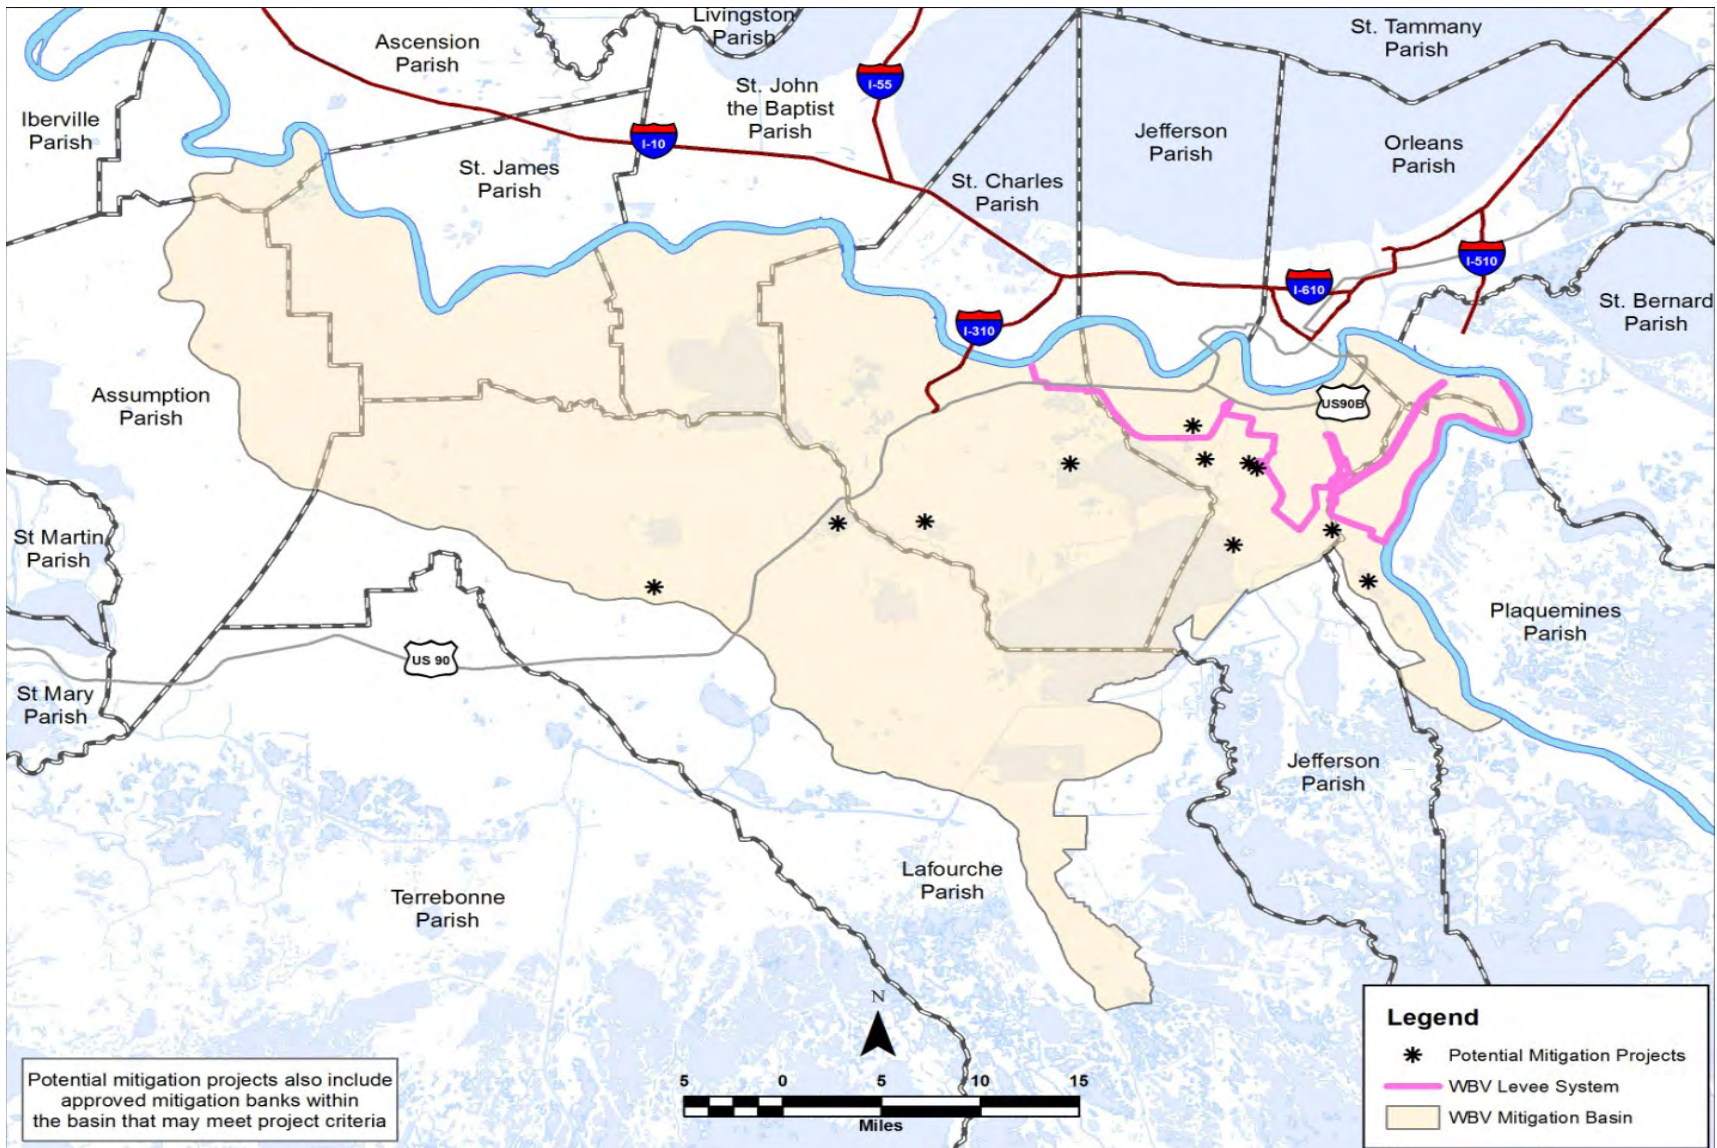 Livingston
Parish
St. Tammany
Parish
Ascension
Parish
I-55
St. John
the Baptist
Parish
Iberville
Parish
I-10
Jefferson
Parish
Orleans
Parish
St. James
Parish
St. Charles
Parish
I-510
I-610
St. Bernard
Parish
I-310
Assumption
Parish
US90B
St Martin
Parish
Plaquemines
Parish
US 90
St Mary
Parish
Jefferson
Parish
Lafourche
Parish
Terrebonne
Parish
N
5 0 5 10 15
Miles
Potential mitigation projects also include
approved mitigation banks within
the basin that may meet project criteria
Legend
Potential Mitigation Projects
WBV Levee System
WBV Mitigation Basin